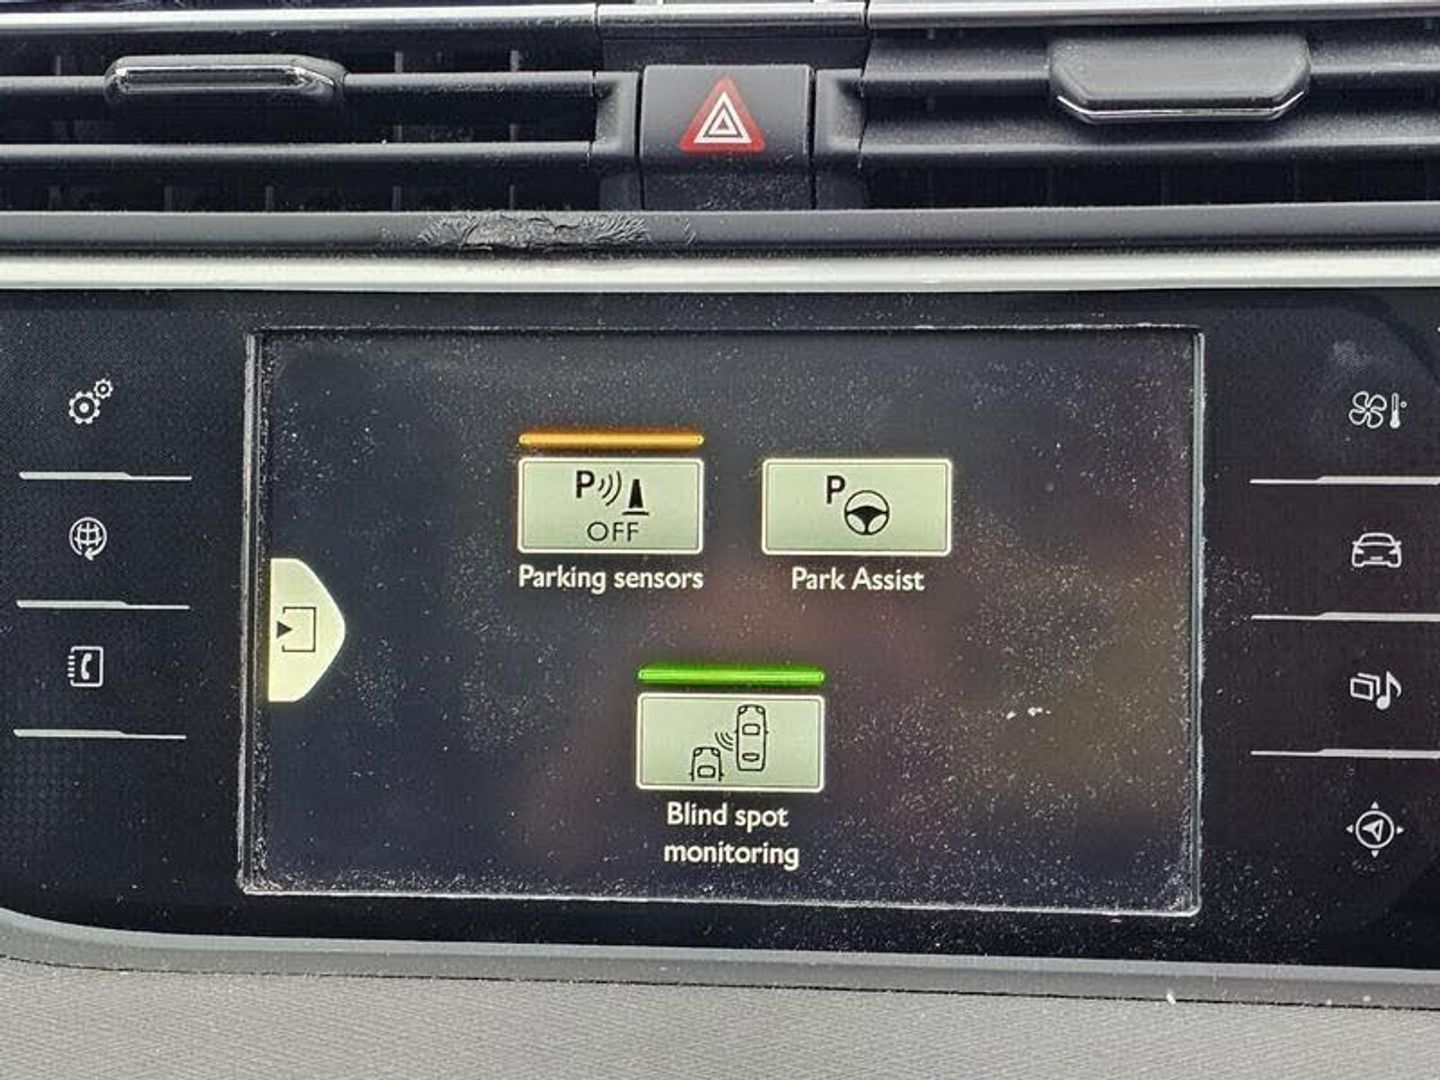 P
OFF
Parking sensors
P
Park Assist
Blind spot
monitoring